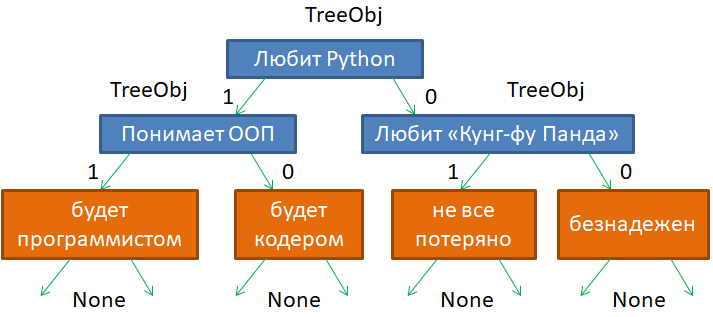 TreeObj
Любит Python
TreeObj 1 0 TreeObj
Понимает ООП Любит «Кунг-фу Панда»
1 0 1 0
будет
программистом
будет
кодером
не все
потеряно
безнадежен
None None None None